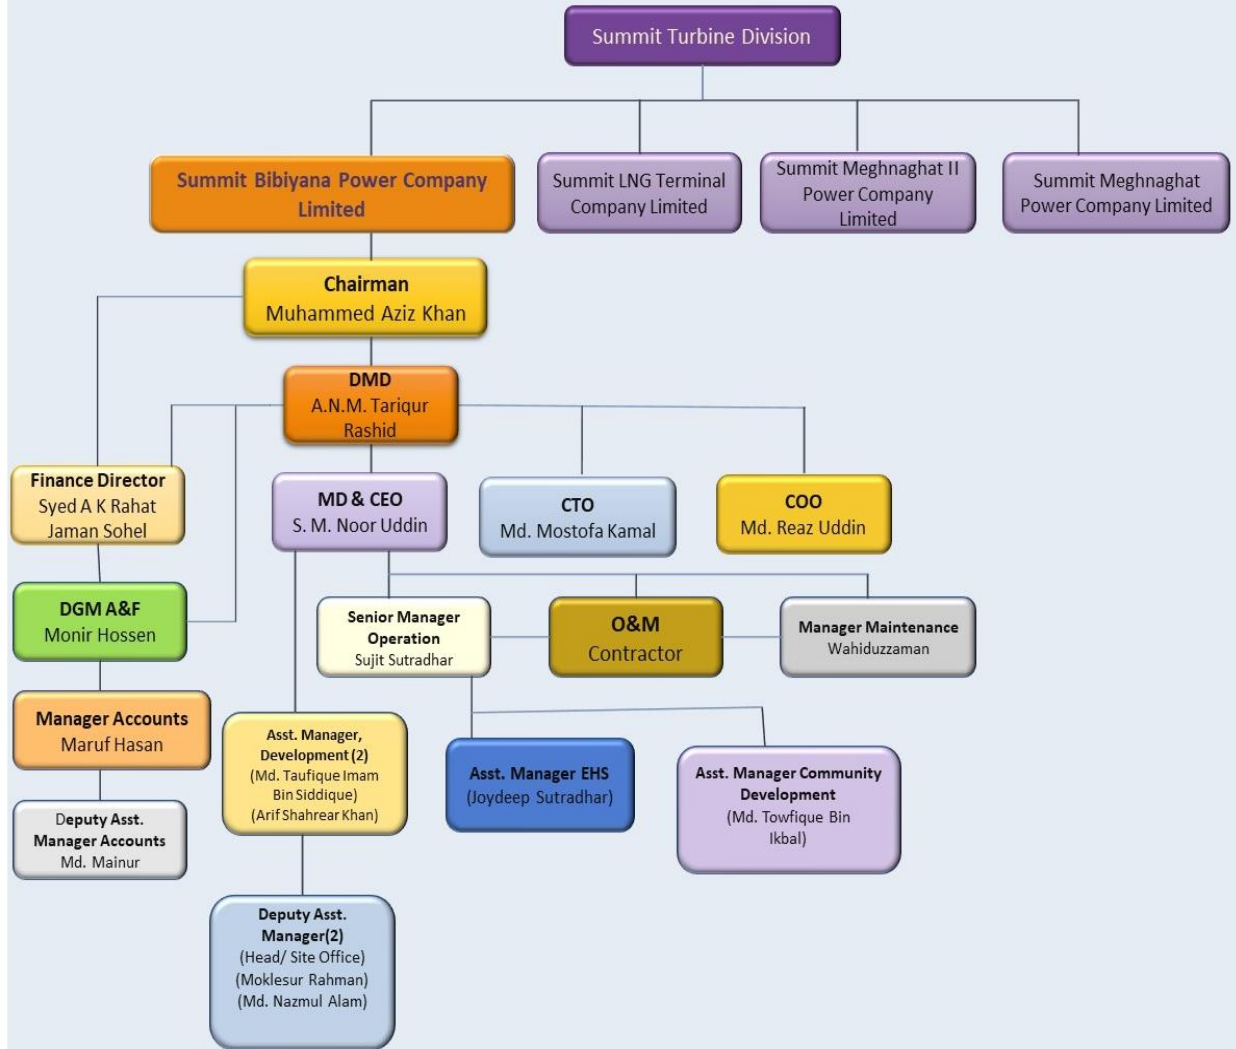 Summit Turbine Division
Summit Bibiyana Power Company
Limited
Summit LNG Terminal
Company Limited
Summit Meghnaghat II
Power Company
Limited
Summit Meghnaghat
Power Company Limited
Chairman
Muhammed Aziz Khan
DMD
A.N.M. Tariqur
Rashid
Finance Director
Syed A K Rahat
Jaman Sohel
MD & CEO
S. M. Noor Uddin
CTO
Md. Mostofa Kamal
COO
Md. Reaz Uddin
DGM A&F
Monir Hossen
Senior Manager
Operation
Sujit Sutradhar
O&M
Contractor
Manager Maintenance
Wahiduzzaman
Manager Accounts
Maruf Hasan
Asst. Manager,
Development (2)
(Md. Taufique Imam
Bin Siddique)
(Arif Shahrear Khan)
Asst. Manager EHS
(Joydeep Sutradhar)
Asst. Manager Community
Development
(Md. Towfique Bin
Ikbal)
Deputy Asst.
Manager Accounts
Md. Mainur
Deputy Asst.
Manager(2)
(Head/ Site Office)
(Moklesur Rahman)
(Md. Nazmul Alam)